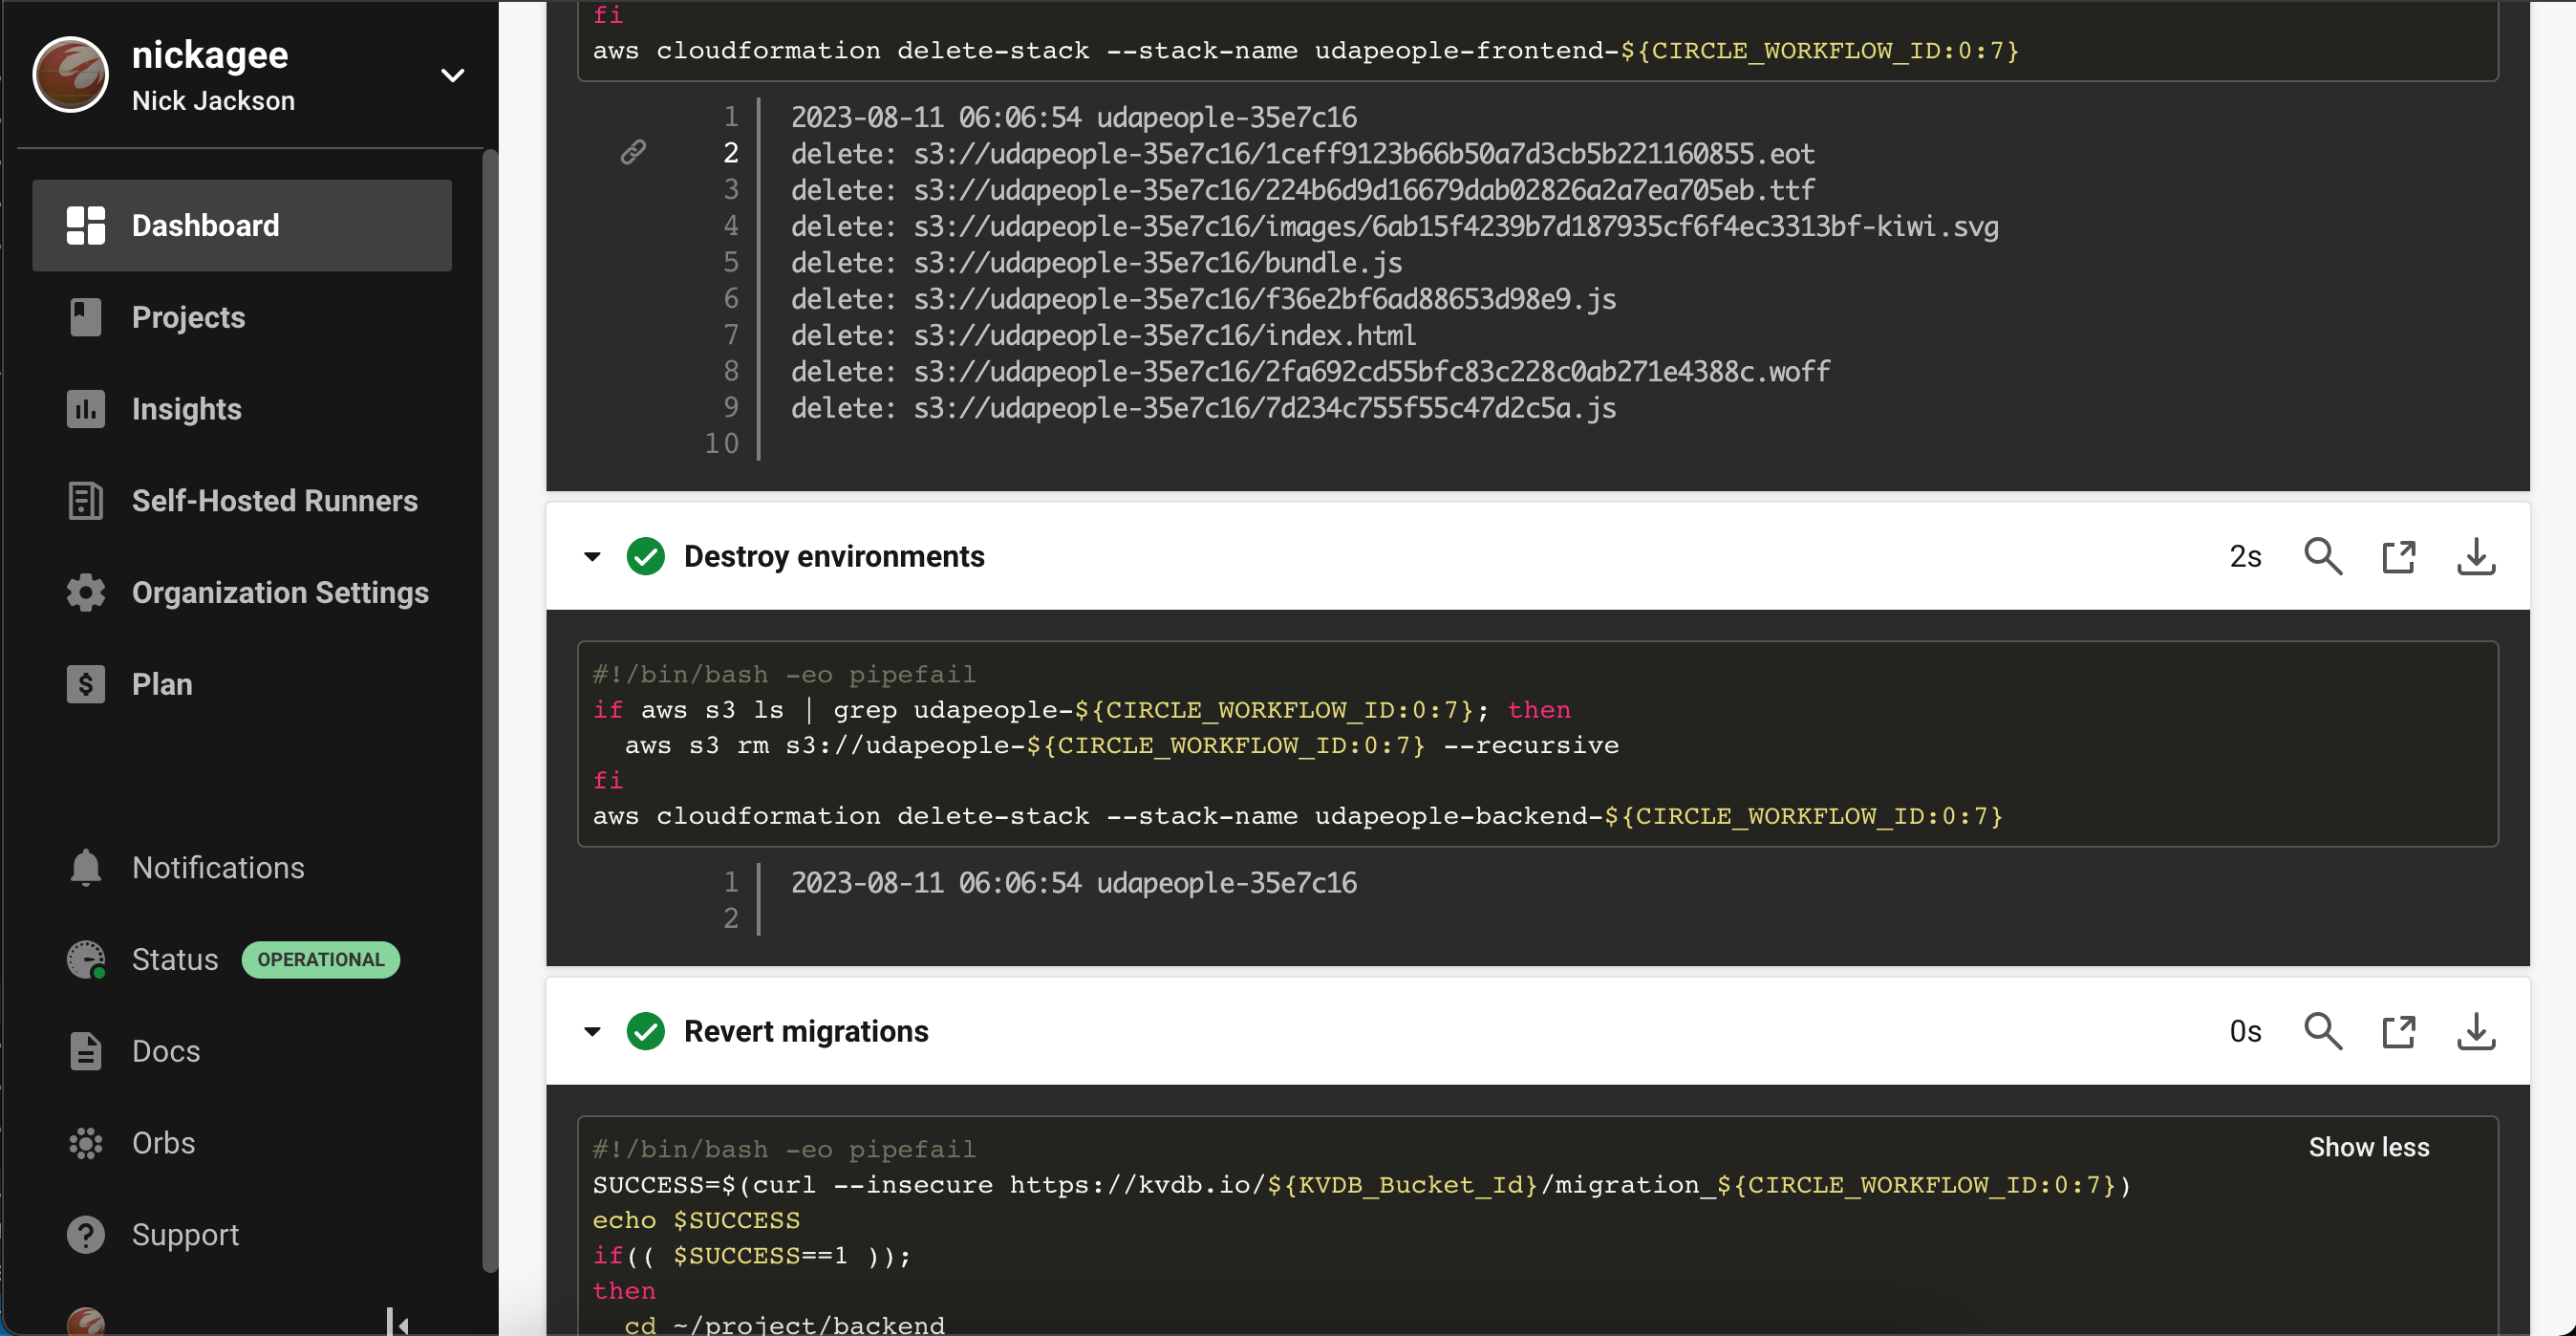 nickagee
Nick Jackson
Dashboard
Projects
Insights
Self-Hosted Runners
Organization Settings
Plan
Notifications
Status OPERATIONAL
Docs
Orbs
Support
fi
aws cloudformation delete-stack --stack-name udapeople-frontend-${CIRCLE_WORKFLOW_ID:0:7}
1 2023-08-11 06:06:54 udapeople-35e7c16
2 delete: s3://udapeople-35e7c16/1ceff9123b66b50a7d3cb5b221160855.eot
3 delete: s3://udapeople-35e7c16/224b6d9d16679dab02826a2a7ea705eb.ttf
4 delete: s3://udapeople-35e7c16/images/6ab15f4239b7d187935cf6f4ec3313bf-kiwi.svg
5 delete: s3://udapeople-35e7c16/bundle.js
6 delete: s3://udapeople-35e7c16/f36e2bf6ad88653d98e9.js
7 delete: s3://udapeople-35e7c16/index.html
8 delete: s3://udapeople-35e7c16/2fa692cd55bfc83c228c0ab271e4388c.woff
9 delete: s3://udapeople-35e7c16/7d234c755f55c47d2c5a.js
10
Destroy environments 2s
#!/bin/bash -eo pipefail
if aws s3 ls | grep udapeople-${CIRCLE_WORKFLOW_ID:0:7}; then
aws s3 rm s3://udapeople-${CIRCLE_WORKFLOW_ID:0:7} --recursive
fi
aws cloudformation delete-stack --stack-name udapeople-backend-${CIRCLE_WORKFLOW_ID:0:7}
1 2023-08-11 06:06:54 udapeople-35e7c16
2
Revert migrations 0s
#!/bin/bash -eo pipefail Show less
SUCCESS=$(curl --insecure https://kvdb.io/${KVDB_Bucket_Id}/migration_${CIRCLE_WORKFLOW_ID:0:7})
echo $SUCCESS
if(( $SUCCESS==1 ));
then
cd ~/project/backend